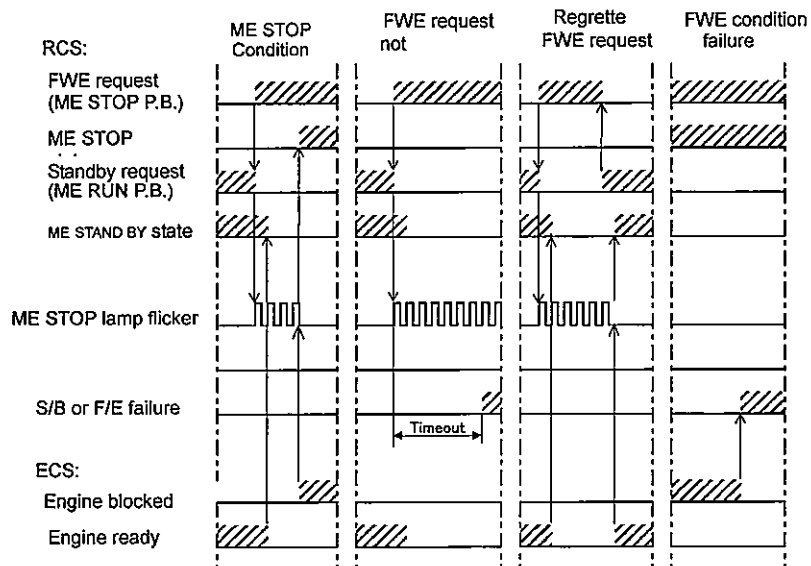 ME STOP
Condition
FWE request
not
Regrette
FWE request
FWE condition
failure
RCS:
FWE request
(ME STOP P.B.)
ME STOP
Standby request
(ME RUN P.B.)
ME STAND BY state
ME STOP lamp flicker
S/B or F/E failure
Timeout
ECS:
Engine blocked
Engine ready